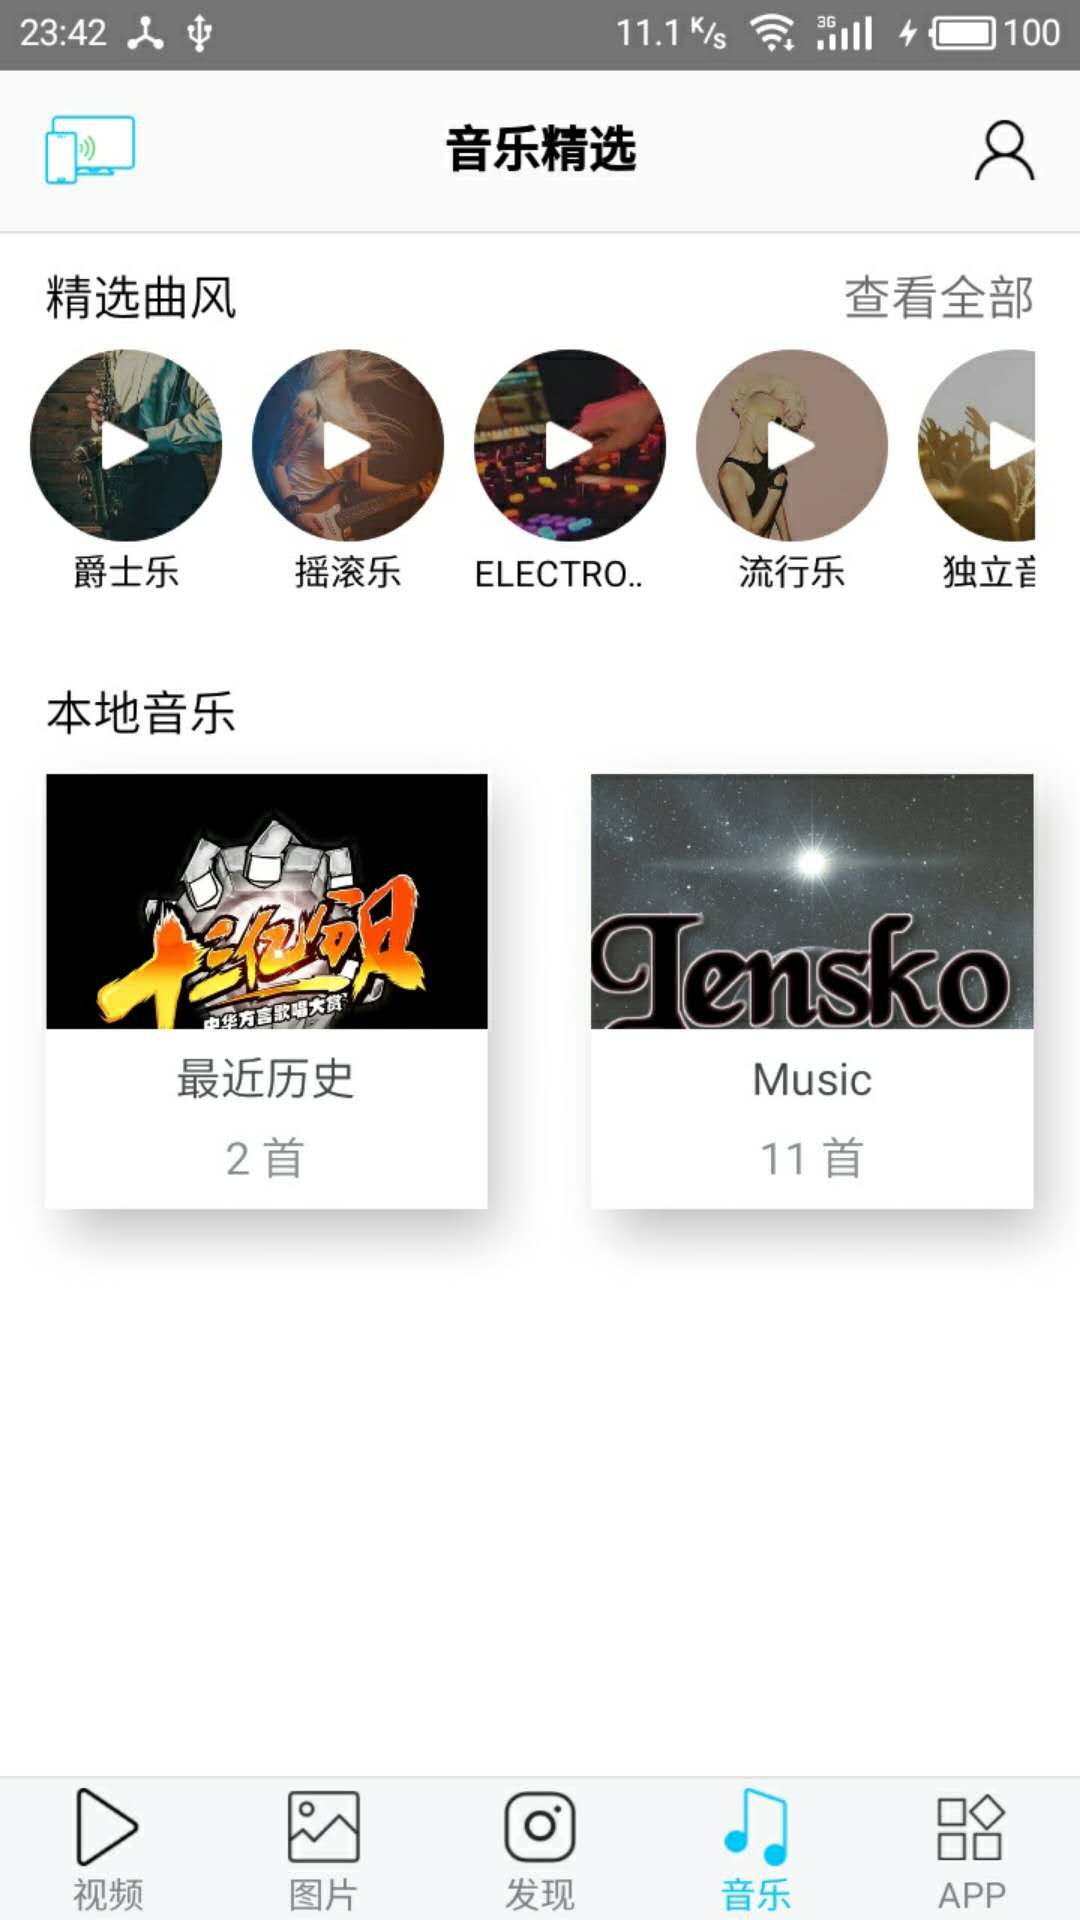 23:42
11.1 K/s 3G 100
音乐精选
精选曲风
查看全部
爵士乐
摇滚乐
ELECTRO..
流行乐
独立音
本地音乐
十三亿分贝
中华方言歌唱大赏
Jensko
最近历史
Music
2 首
11 首
视频
图片
发现
音乐
APP